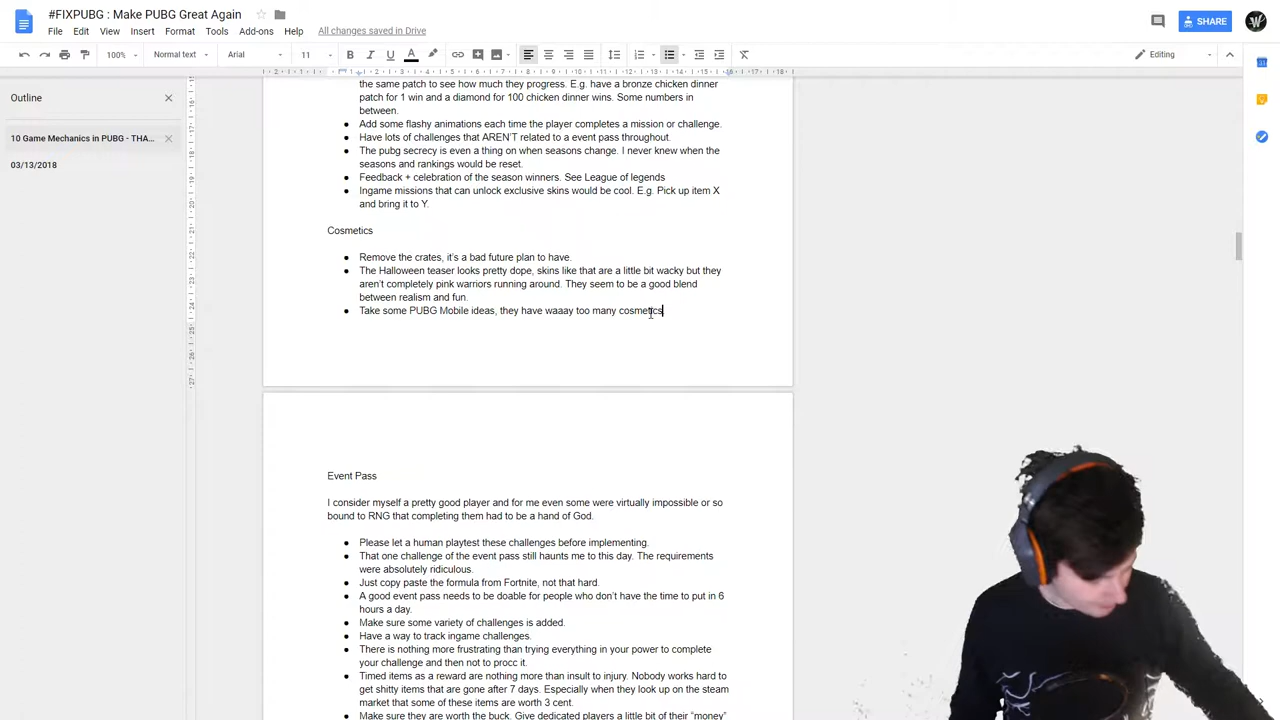 #FIXPUBG : Make PUBG Great Again
File Edit View Insert Format Tools Add-ons Help All changes saved in Drive
SHARE
100% Normal text Arial 11 B I U A Editing
Outline
10 Game Mechanics in PUBG - THA...
03/13/2018
the same patch to see how much they progress. E.g. have a bronze chicken dinner
patch for 1 win and a diamond for 100 chicken dinner wins. Some numbers in
between.
● Add some flashy animations each time the player completes a mission or challenge.
● Have lots of challenges that AREN'T related to a event pass throughout.
● The pubg secrecy is even a thing on when seasons change. I never knew when the
seasons and rankings would be reset.
● Feedback + celebration of the season winners. See League of legends
● Ingame missions that can unlock exclusive skins would be cool. E.g. Pick up item X
and bring it to Y.
Cosmetics
● Remove the crates, it's a bad future plan to have.
● The Halloween teaser looks pretty dope, skins like that are a little bit wacky but they
aren't completely pink warriors running around. They seem to be a good blend
between realism and fun.
● Take some PUBG Mobile ideas, they have waaay too many cosmetics
Event Pass
I consider myself a pretty good player and for me even some were virtually impossible or so
bound to RNG that completing them had to be a hand of God.
● Please let a human playtest these challenges before implementing.
● That one challenge of the event pass still haunts me to this day. The requirements
were absolutely ridiculous.
● Just copy paste the formula from Fortnite, not that hard.
● A good event pass needs to be doable for people who don't have the time to put in 6
hours a day.
● Make sure some variety of challenges is added.
● Have a way to track ingame challenges.
● There is nothing more frustrating than trying everything in your power to complete
your challenge and then not to procc it.
● Timed items as a reward are nothing more than insult to injury. Nobody works hard to
get shitty items that are gone after 7 days. Especially when they look up on the steam
market that some of these items are worth 3 cent.
● Make sure they are worth the buck. Give dedicated players a little bit of their "money"